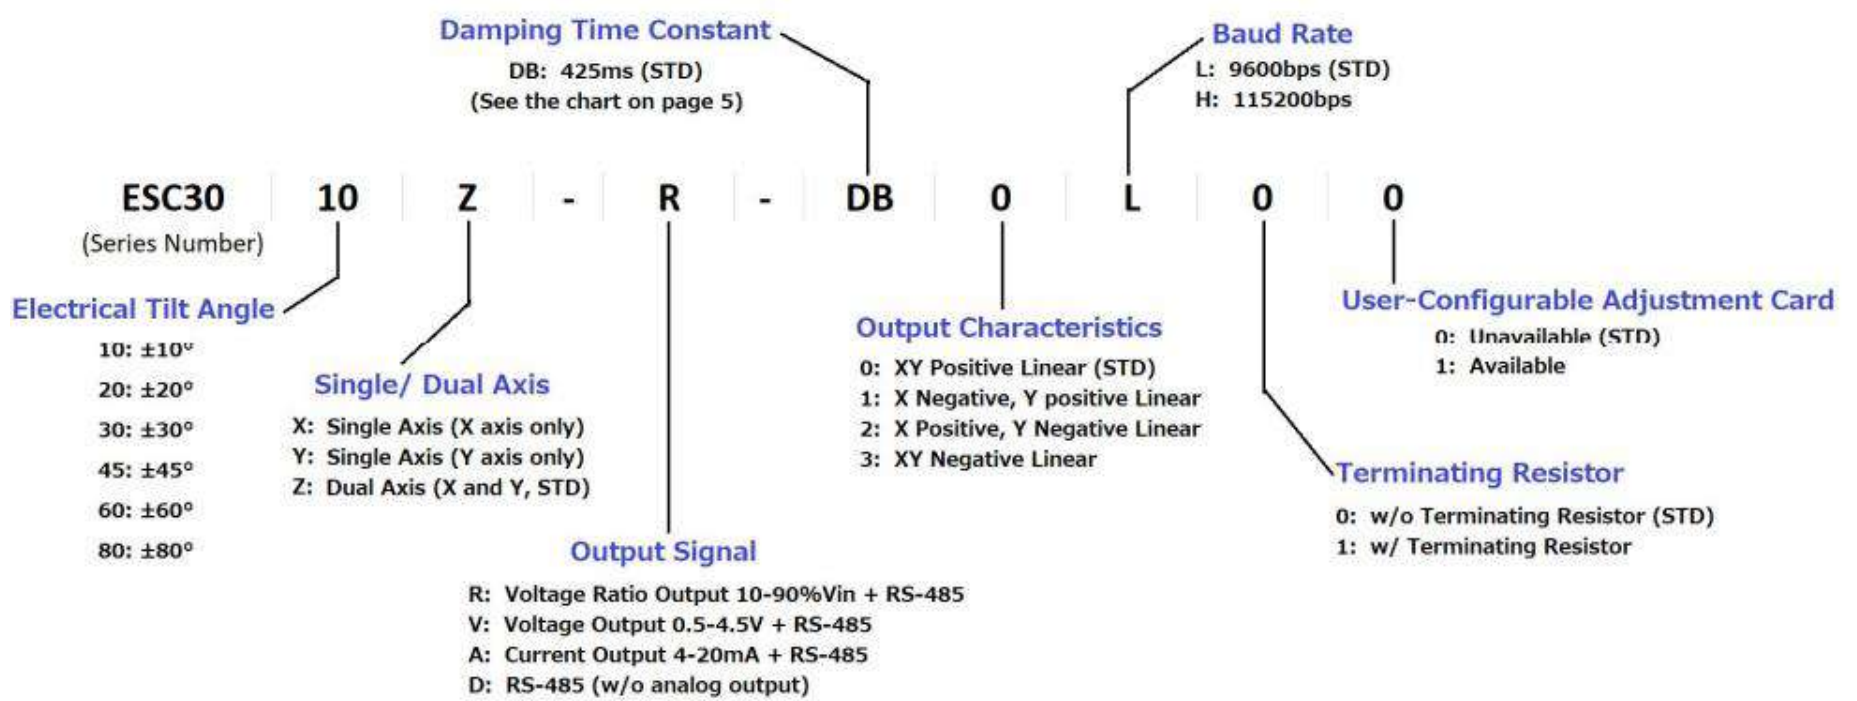 Damping Time Constant
DB: 425ms (STD)
(See the chart on page 5)
Baud Rate
L: 9600bps (STD)
H: 115200bps
ESC30 10 Z - R - DB 0 L 0 0
(Series Number)
Electrical Tilt Angle
10: ±10º
20: ±20º
30: ±30º
45: ±45º
60: ±60º
80: ±80º
Single/ Dual Axis
X: Single Axis (X axis only)
Y: Single Axis (Y axis only)
Z: Dual Axis (X and Y, STD)
Output Signal
R: Voltage Ratio Output 10-90%Vin + RS-485
V: Voltage Output 0.5-4.5V + RS-485
A: Current Output 4-20mA + RS-485
D: RS-485 (w/o analog output)
Output Characteristics
0: XY Positive Linear (STD)
1: X Negative, Y positive Linear
2: X Positive, Y Negative Linear
3: XY Negative Linear
User-Configurable Adjustment Card
0: Unavailable (STD)
1: Available
Terminating Resistor
0: w/o Terminating Resistor (STD)
1: w/ Terminating Resistor